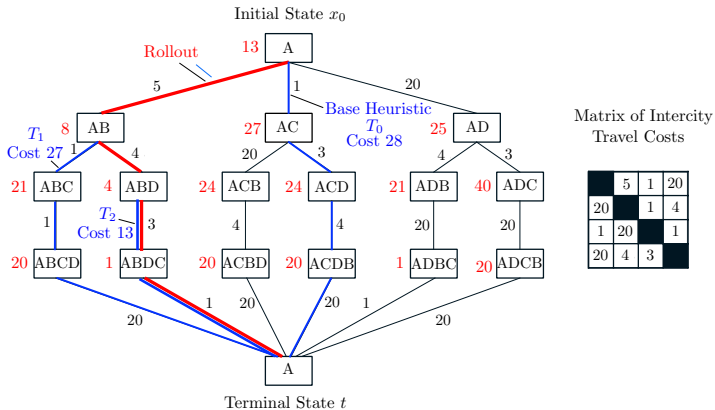 Initial State x₀
13 A
Rollout
5 1 20
Base Heuristic
T₀
Cost 28
Matrix of Intercity
Travel Costs
8 AB 27 AC 25 AD
T₁
Cost 27
1 4 20 3 4 3
21 ABC 4 ABD 24 ACB 24 ACD 21 ADB 40 ADC
5 1 20
20 1 4
1 20 1
20 4 3
T₂
Cost 13
1 3 4 4 20 20
20 ABCD 1 ABDC 20 ACBD 20 ACDB 1 ADBC 20 ADCB
20 1 20 20 1 20
A
Terminal State t